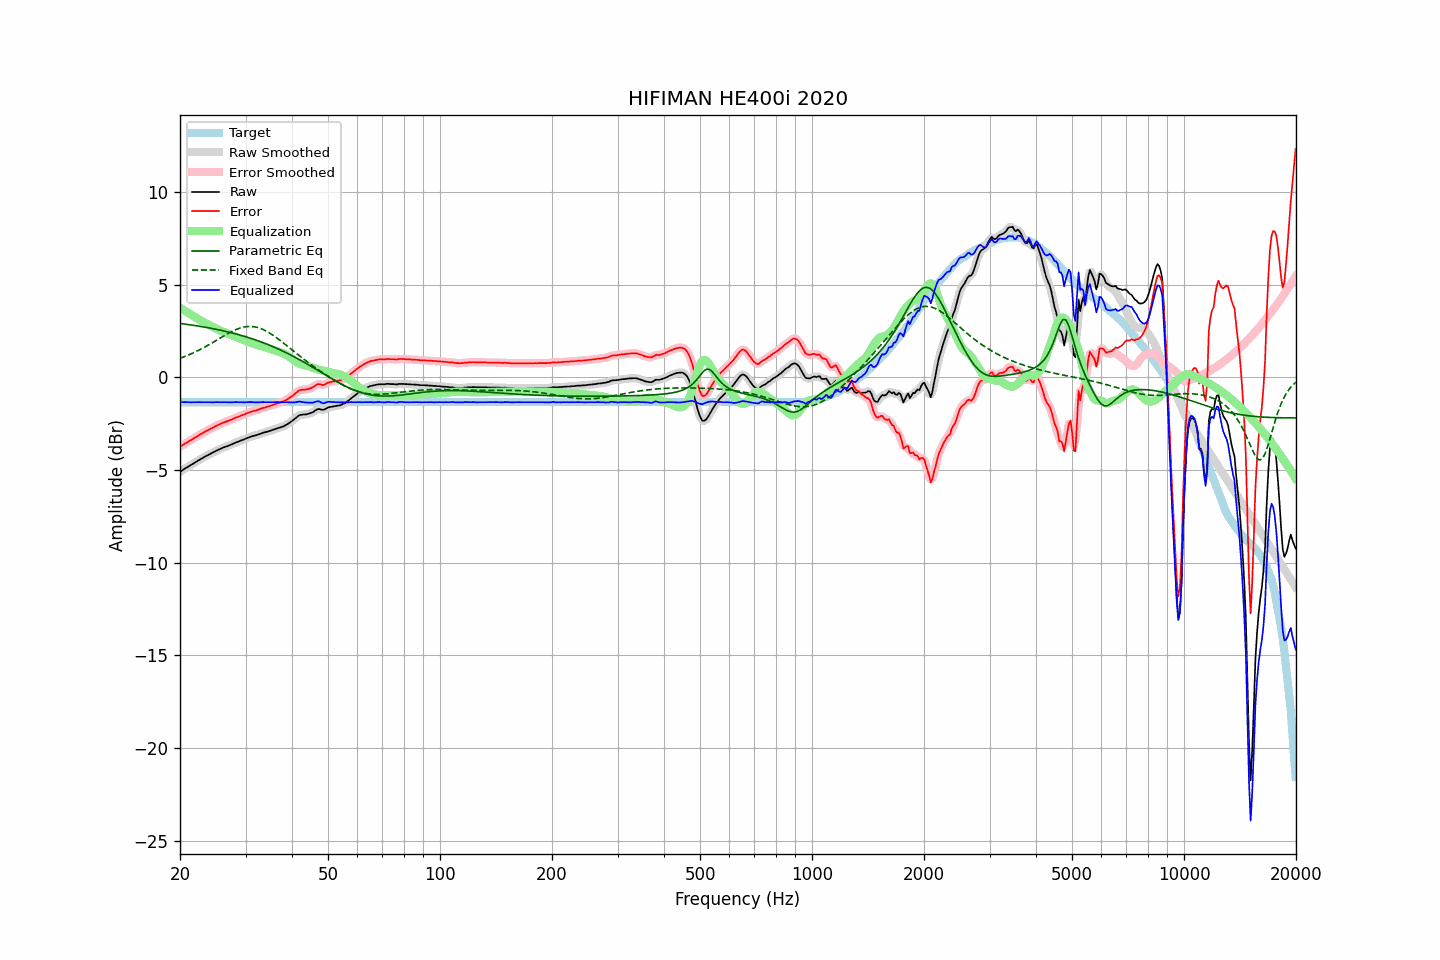 HIFIMAN HE400i 2020
Target
Raw Smoothed
Error Smoothed
Raw
Error
Equalization
Parametric Eq
Fixed Band Eq
Equalized
Amplitude (dBr)
10
5
0
−5
−10
−15
−20
−25
20 50 100 200 500 1000 2000 5000 10000 20000
Frequency (Hz)